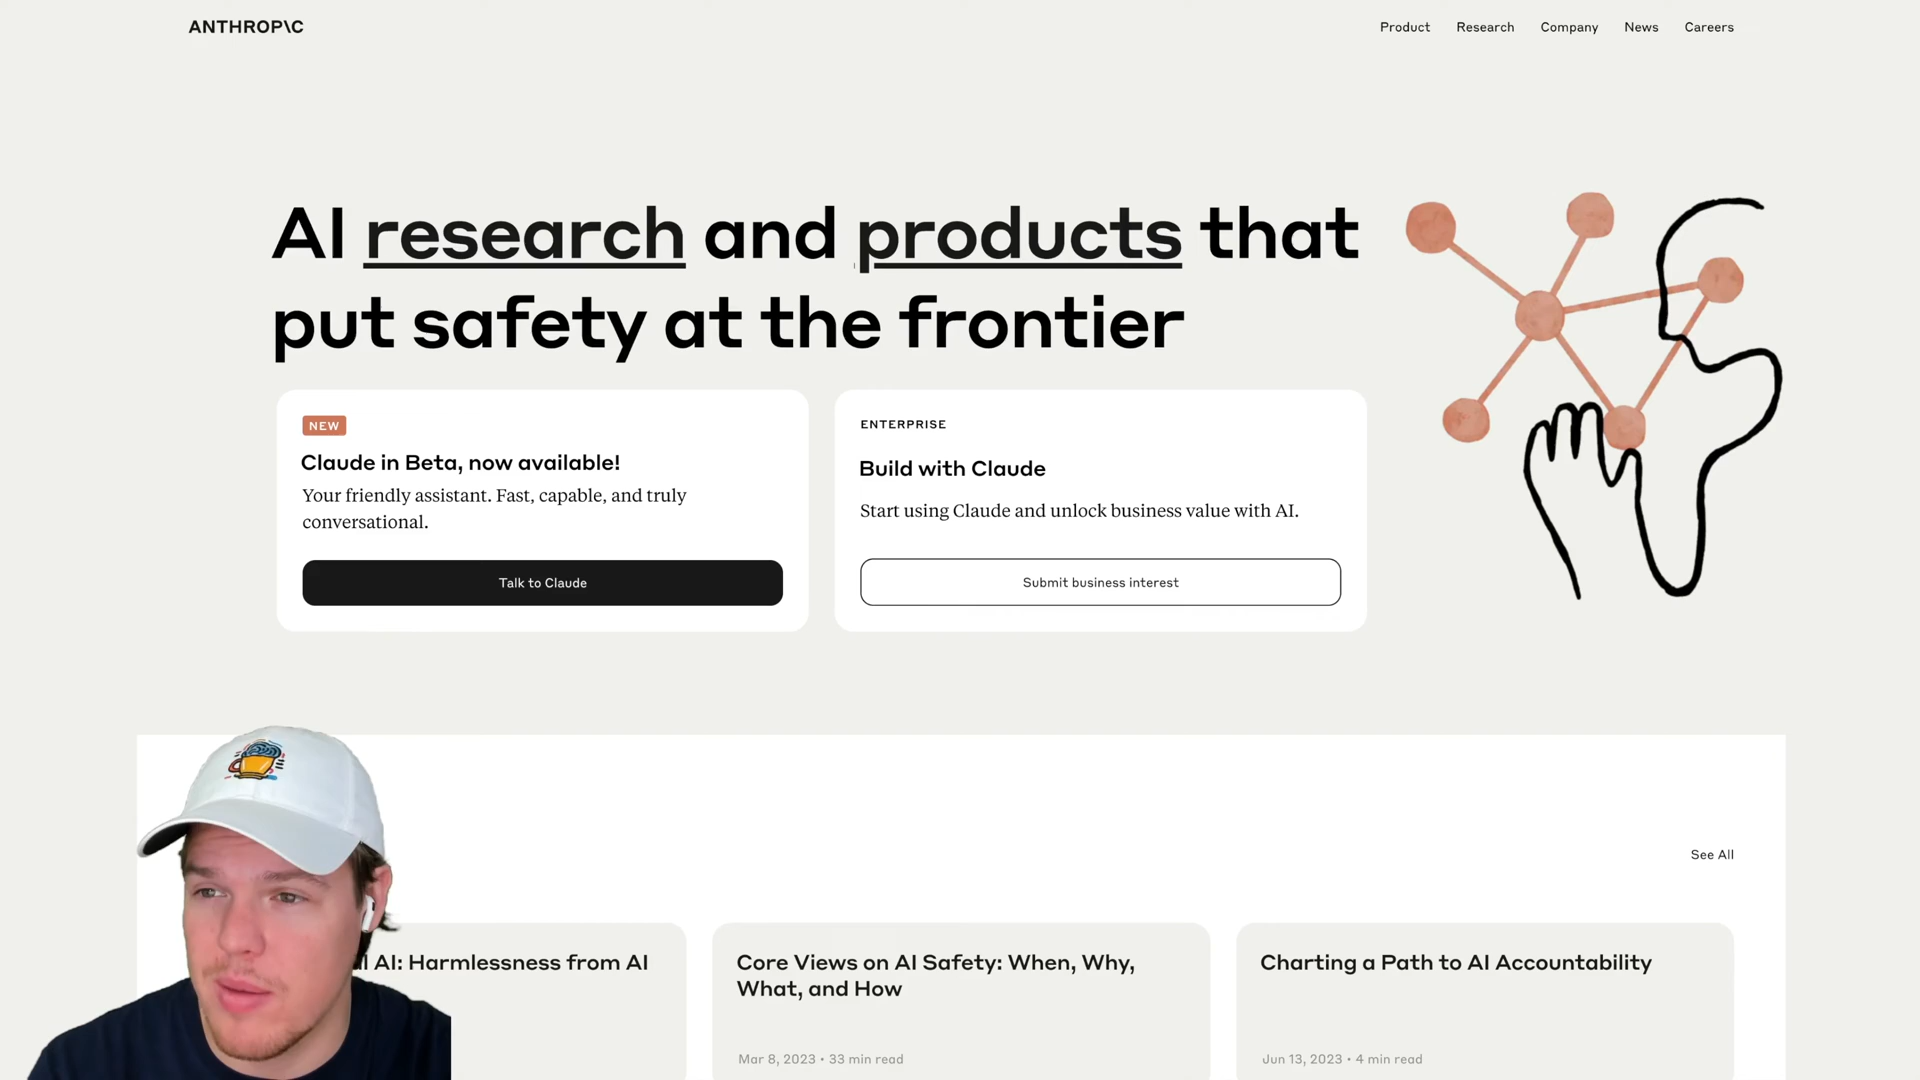 ANTHROP\C
Product Research Company News Careers
AI research and products that
put safety at the frontier
NEW
Claude in Beta, now available!
Your friendly assistant. Fast, capable, and truly
conversational.
Talk to Claude
ENTERPRISE
Build with Claude
Start using Claude and unlock business value with AI.
Submit business interest
See All
AI: Harmlessness from AI
Core Views on AI Safety: When, Why,
What, and How
Mar 8, 2023 • 33 min read
Charting a Path to AI Accountability
Jun 13, 2023 • 4 min read